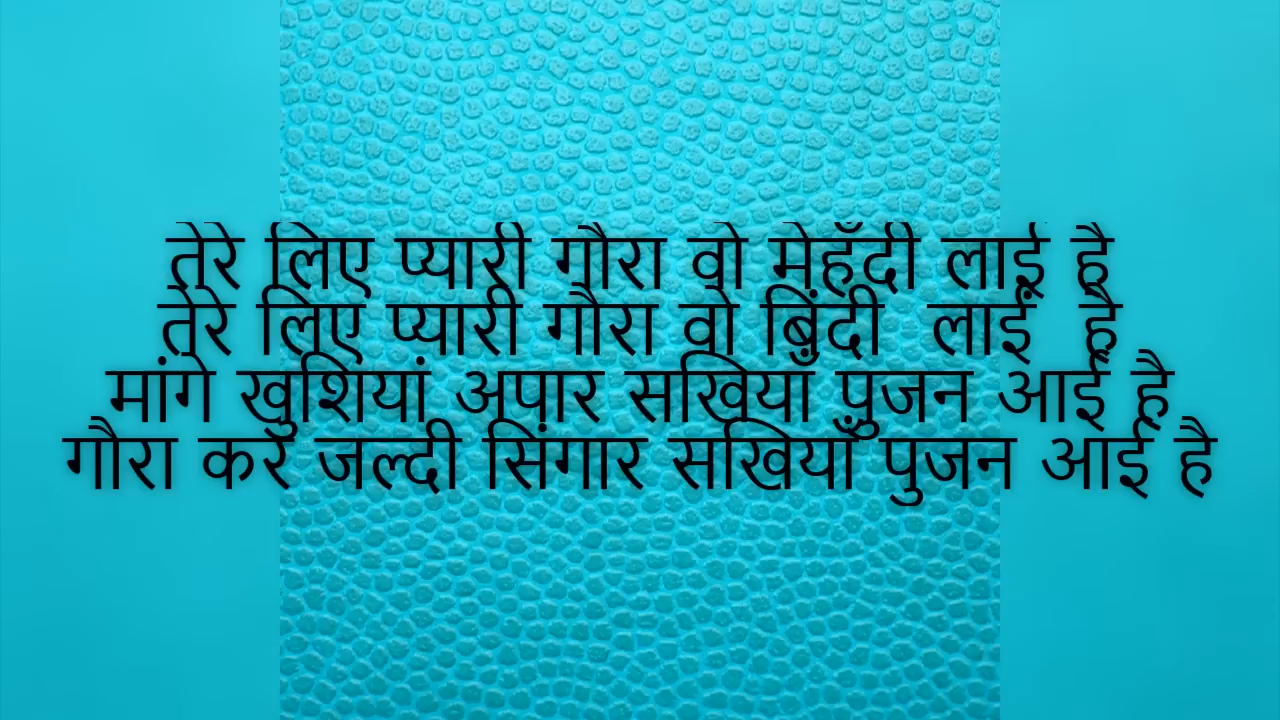 तेरे लिए प्यारी गौरा वो मेहँदी लाई है
तेरे लिए प्यारी गौरा वो बिंदी लाई है
मांगे खुशियां अपार सखियाँ पुजन आई है
गौरा करे जल्दी सिंगार सखियाँ पुजन आई है